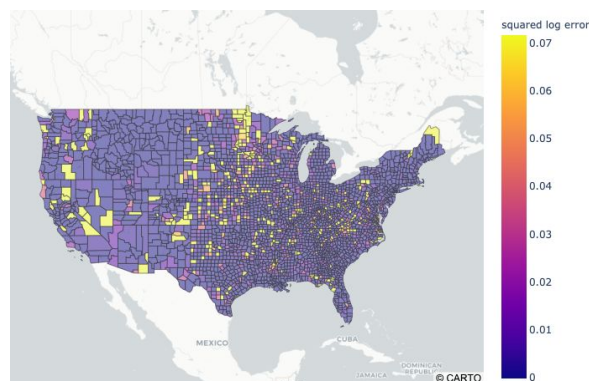 squared log error
0.07
0.06
0.05
0.04
0.03
0.02
0.01
0
MEXICO
CUBA
DOMINICAN
REPUBLIC
JAMAICA
© CARTO